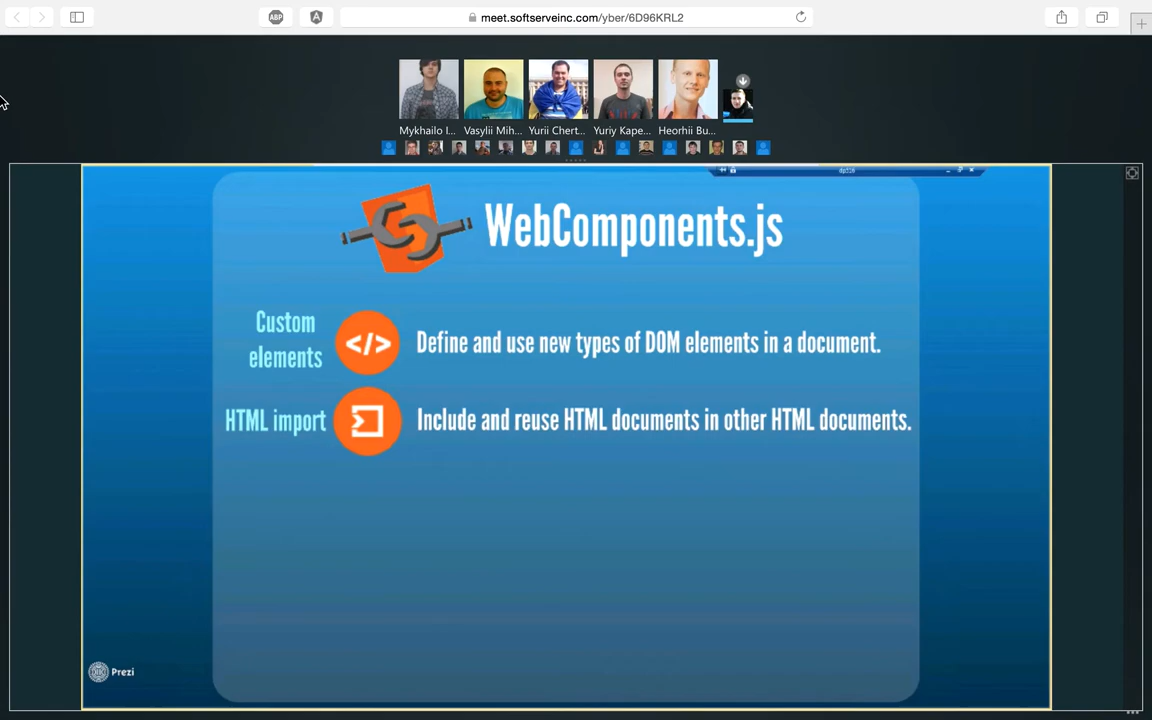 ABP
meet.softserveinc.com/yber/6D96KRL2
Mykhailo I...
Vasylii Mih...
Yurii Chert...
Yuriy Kape...
Heorhii Bu...
dp326
WebComponents.js
Custom
elements
</>
Define and use new types of DOM elements in a document.
HTML import
Include and reuse HTML documents in other HTML documents.
Prezi